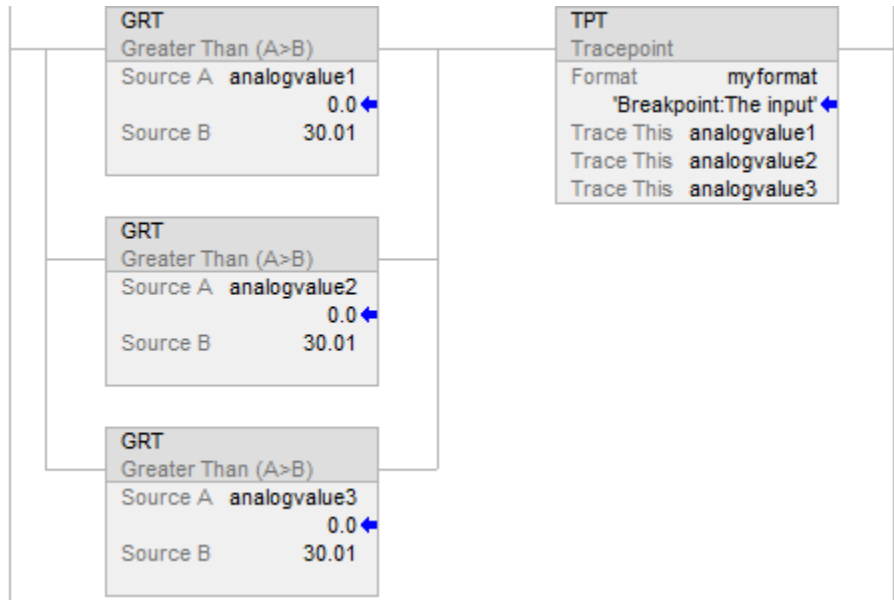 GRT
Greater Than (A>B)
Source A analogvalue1
0.0
Source B 30.01
TPT
Tracepoint
Format myformat
'Breakpoint:The input'
Trace This analogvalue1
Trace This analogvalue2
Trace This analogvalue3
GRT
Greater Than (A>B)
Source A analogvalue2
0.0
Source B 30.01
GRT
Greater Than (A>B)
Source A analogvalue3
0.0
Source B 30.01